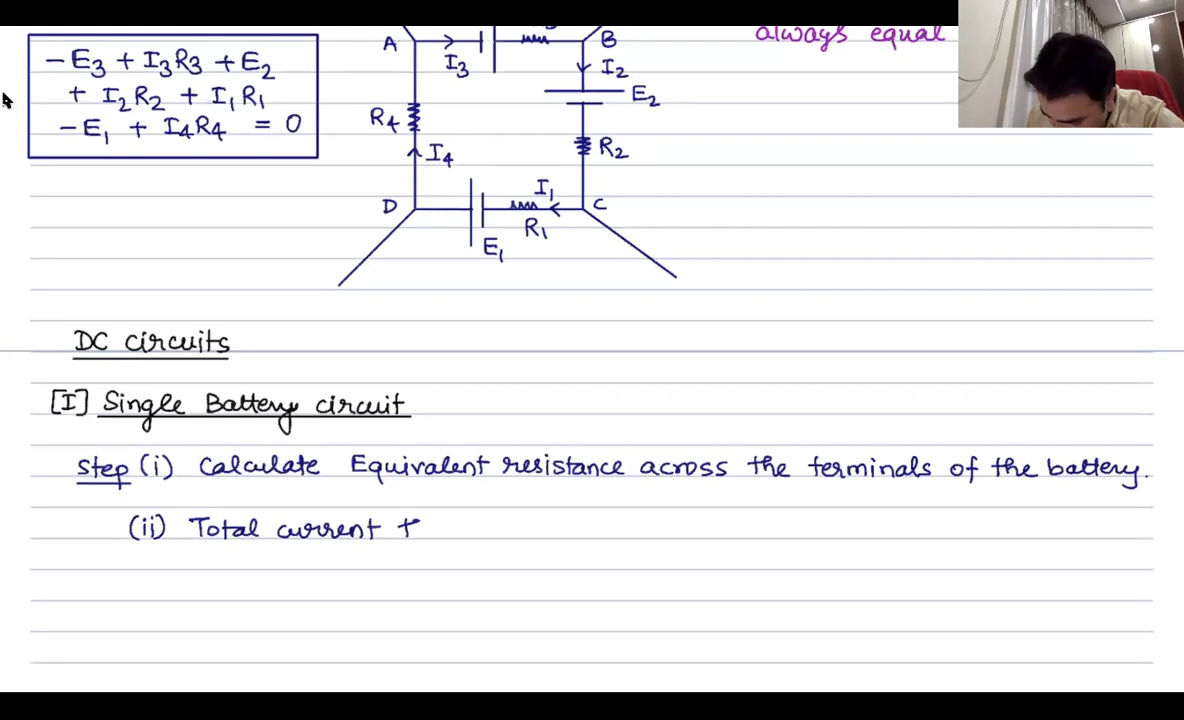 always equal
A
B
I₃
I₂
E₂
- E₃ + I₃R₃ + E₂
+ I₂R₂ + I₁R₁
- E₁ + I₄R₄ = 0
R₄
R₂
I₄
I₁
D
C
R₁
E₁
DC circuits
[I] Single Battery circuit
Step (i) Calculate Equivalent resistance across the terminals of the battery.
(ii) Total current t